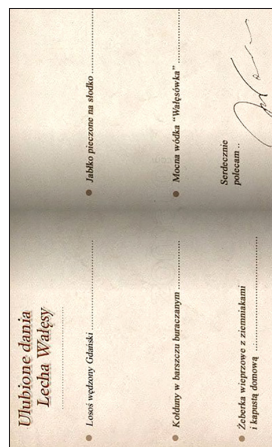 Ulubione dania
Lecha Wałęsy
Łosoś wędzony Gdański
Kołduny w barszczu buraczanym
Żeberka wieprzowe z ziemniakami
i kapustą domową
Jabłko pieczone na słodko
Mocna wódka "Wałęsówka"
Serdecznie
polecam..